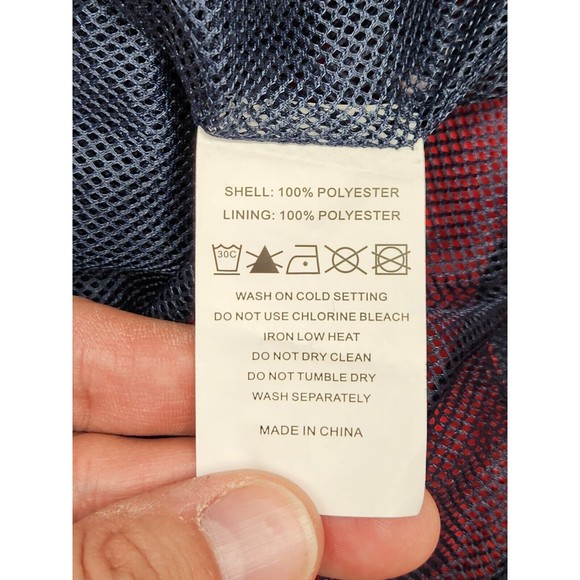 SHELL: 100% POLYESTER
LINING: 100% POLYESTER
30C
WASH ON COLD SETTING
DO NOT USE CHLORINE BLEACH
IRON LOW HEAT
DO NOT DRY CLEAN
DO NOT TUMBLE DRY
WASH SEPARATELY
MADE IN CHINA